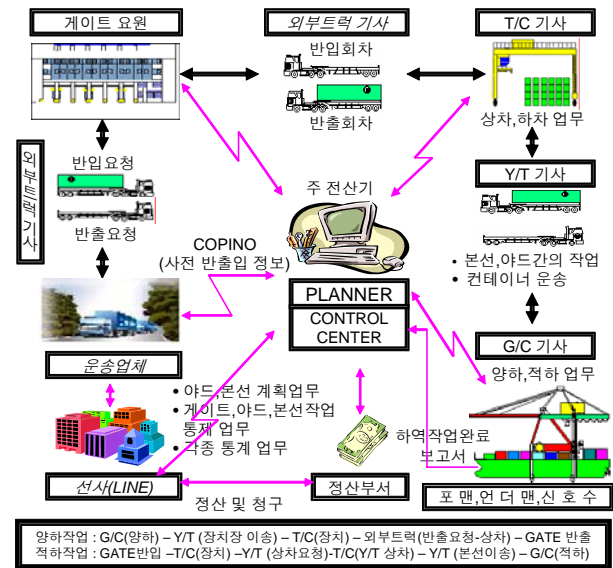 게이트 요원
외부트럭 기사
T/C 기사
반입회차
반출회차
상차,하차 업무
외부트럭 기사
반입요청
반출요청
주 전산기
Y/T 기사
COPINO
(사전 반출입 정보)
• 본선,야드간의 작업
• 컨테이너 운송
PLANNER
CONTROL
CENTER
G/C 기사
양하,적하 업무
운송업체
• 야드,본선 계획업무
• 게이트,야드,본선작업
통제 업무
• 각종 통계 업무
하역작업완료
보고서
선사(LINE)
정산 및 청구
정산부서
포 맨,언 더 맨,신 호 수
양하작업 : G/C(양하) – Y/T (장치장 이송) – T/C(장치) – 외부트럭(반출요청-상차) – GATE 반출
적하작업 : GATE반입 –T/C(장치) –Y/T (상차요청)-T/C(Y/T 상차) – Y/T (본선이송) – G/C(적하)